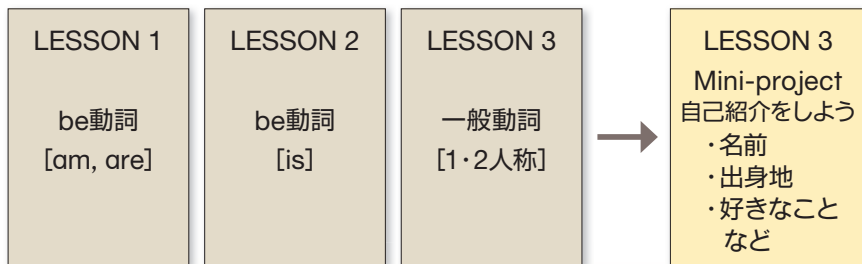 LESSON 1
be動詞
[am, are]
LESSON 2
be動詞
[is]
LESSON 3
一般動詞
[1・2人称]
LESSON 3
Mini-project
自己紹介をしよう
・名前
・出身地
・好きなこと
など